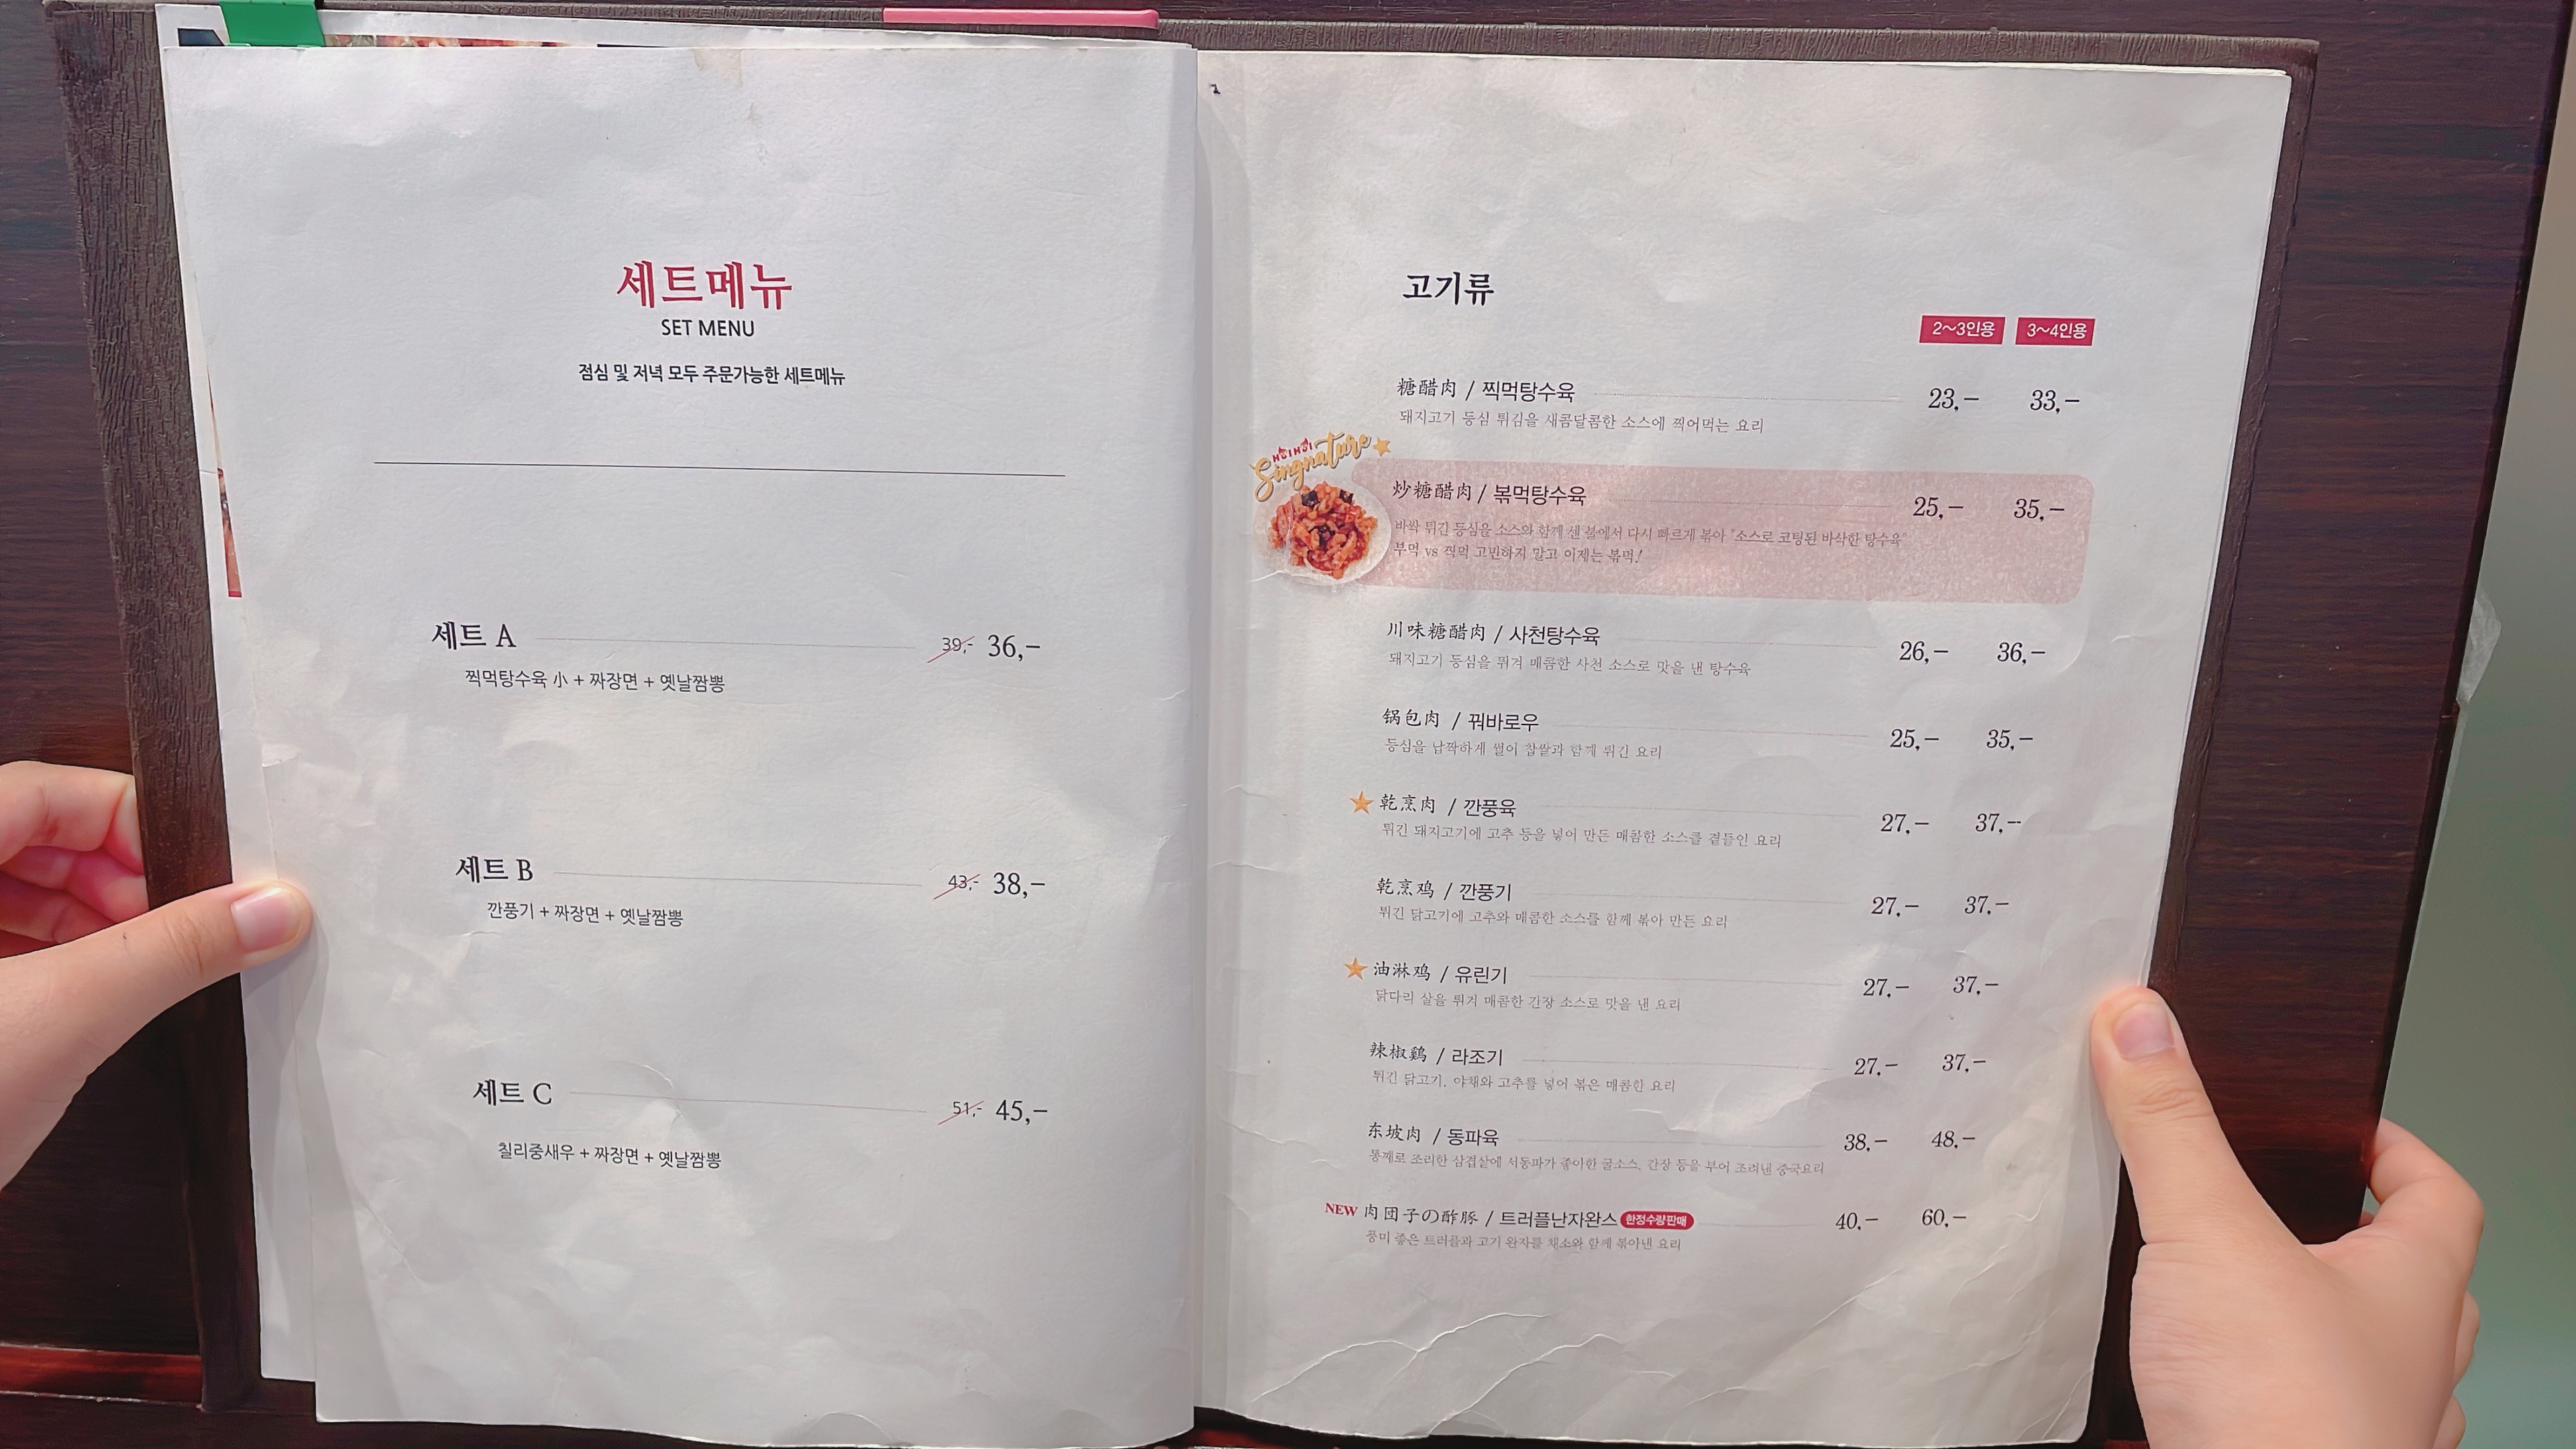 세트메뉴
SET MENU
점심 및 저녁 모두 주문가능한 세트메뉴
세트 A 39,- 36,-
찍먹탕수육 小 + 짜장면 + 옛날짬뽕
세트 B 43,- 38,-
깐풍기 + 짜장면 + 옛날짬뽕
세트 C 51,- 45,-
칠리중새우 + 짜장면 + 옛날짬뽕
고기류
2~3인용 3~4인용
糖醋肉 / 찍먹탕수육 23,- 33,-
돼지고기 등심 튀김을 새콤달콤한 소스에 찍어먹는 요리
HUIHUI
Singnature
炒糖醋肉 / 볶먹탕수육 25,- 35,-
바싹 튀긴 등심을 소스와 함께 센 불에서 다시 빠르게 볶아 "소스로 코팅된 바삭한 탕수육"
부먹 vs 찍먹 고민하지 말고 이제는 볶먹!
川味糖醋肉 / 사천탕수육 26,- 36,-
돼지고기 등심을 튀겨 매콤한 사천 소스로 맛을 낸 탕수육
锅包肉 / 꿔바로우 25,- 35,-
등심을 납짝하게 썰어 찹쌀과 함께 튀긴 요리
乾烹肉 / 깐풍육 27,- 37,-
튀긴 돼지고기에 고추 등을 넣어 만든 매콤한 소스를 곁들인 요리
乾烹鸡 / 깐풍기 27,- 37,-
튀긴 닭고기에 고추와 매콤한 소스를 함께 볶아 만든 요리
油淋鸡 / 유린기 27,- 37,-
닭다리 살을 튀겨 매콤한 간장 소스로 맛을 낸 요리
辣椒鷄 / 라조기 27,- 37,-
튀긴 닭고기, 야채와 고추를 넣어 볶은 매콤한 요리
东坡肉 / 동파육 38,- 48,-
통째로 조리한 삼겹살에 서동파가 좋아한 굴소스, 간장 등을 부어 조려낸 중국요리
NEW 肉団子の酢豚 / 트러플난자완스 한정수량판매 40,- 60,-
풍미 좋은 트러플과 고기 완자를 채소와 함께 볶아낸 요리